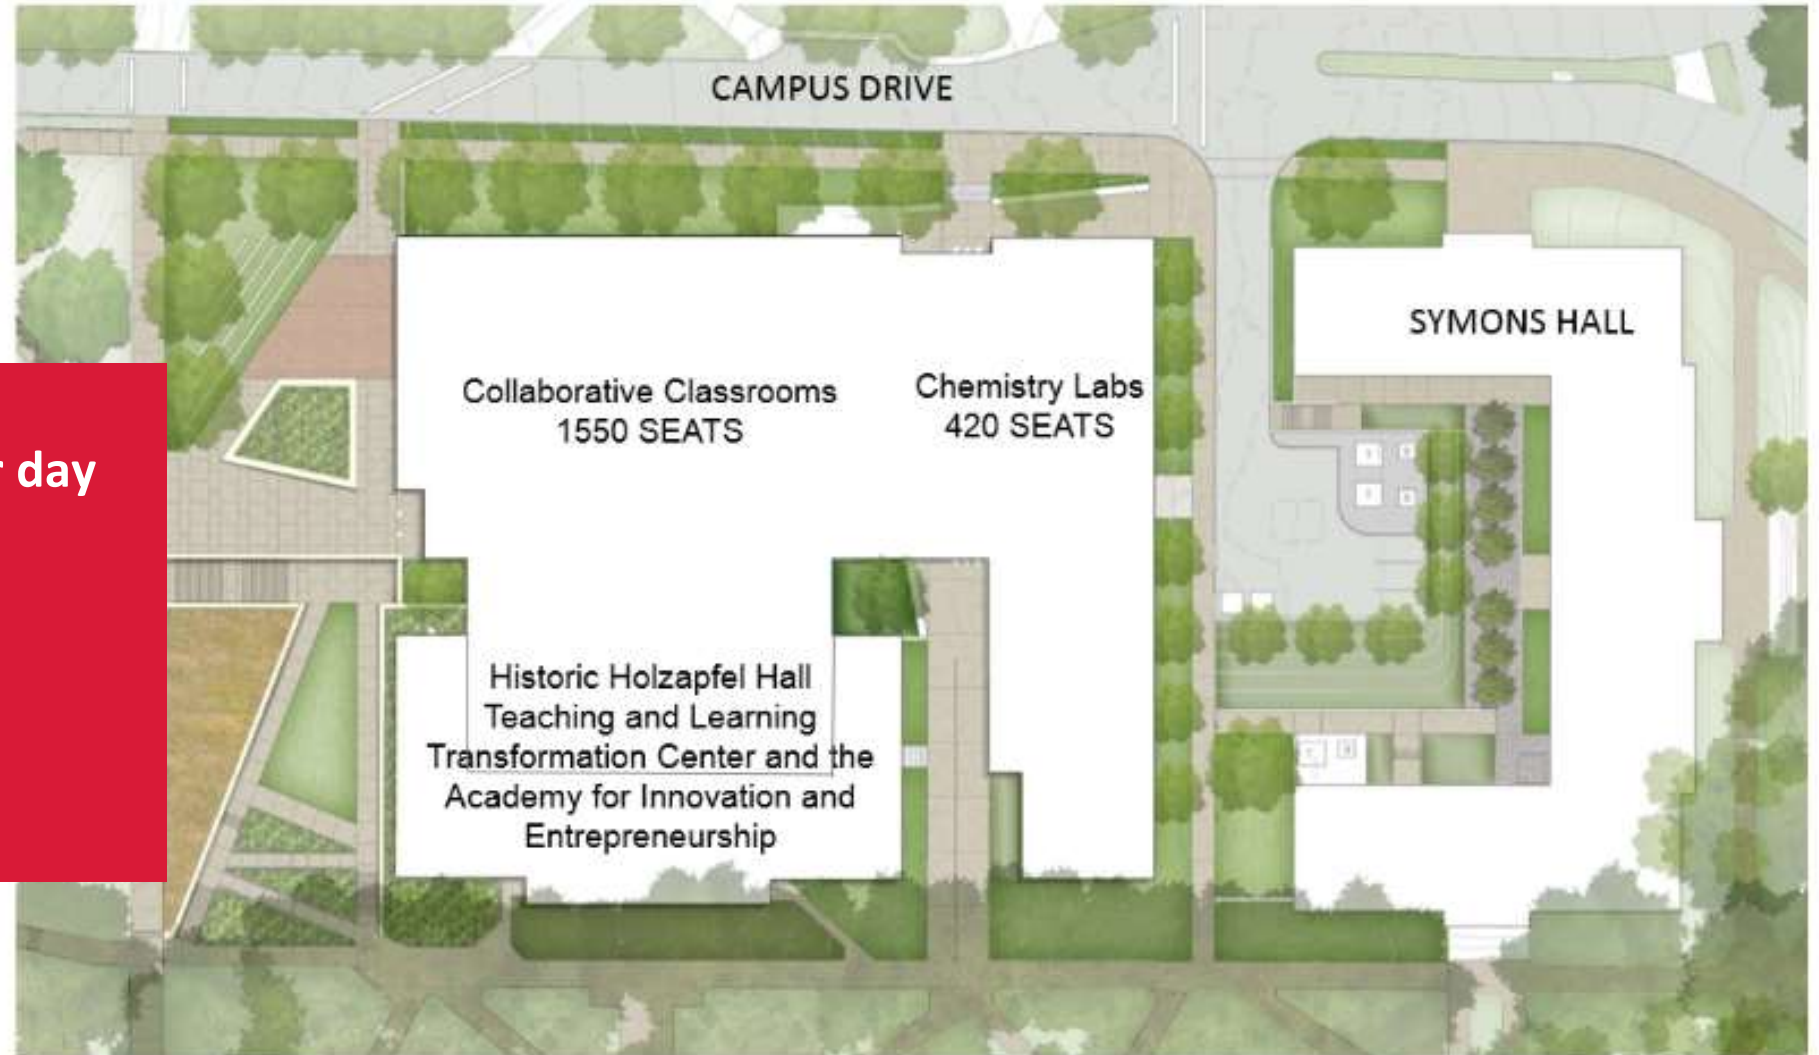 CAMPUS DRIVE
SYMONS HALL
Collaborative Classrooms
1550 SEATS
Chemistry Labs
420 SEATS
day
Historic Holzapfel Hall
Teaching and Learning
Transformation Center and the
Academy for Innovation and
Entrepreneurship